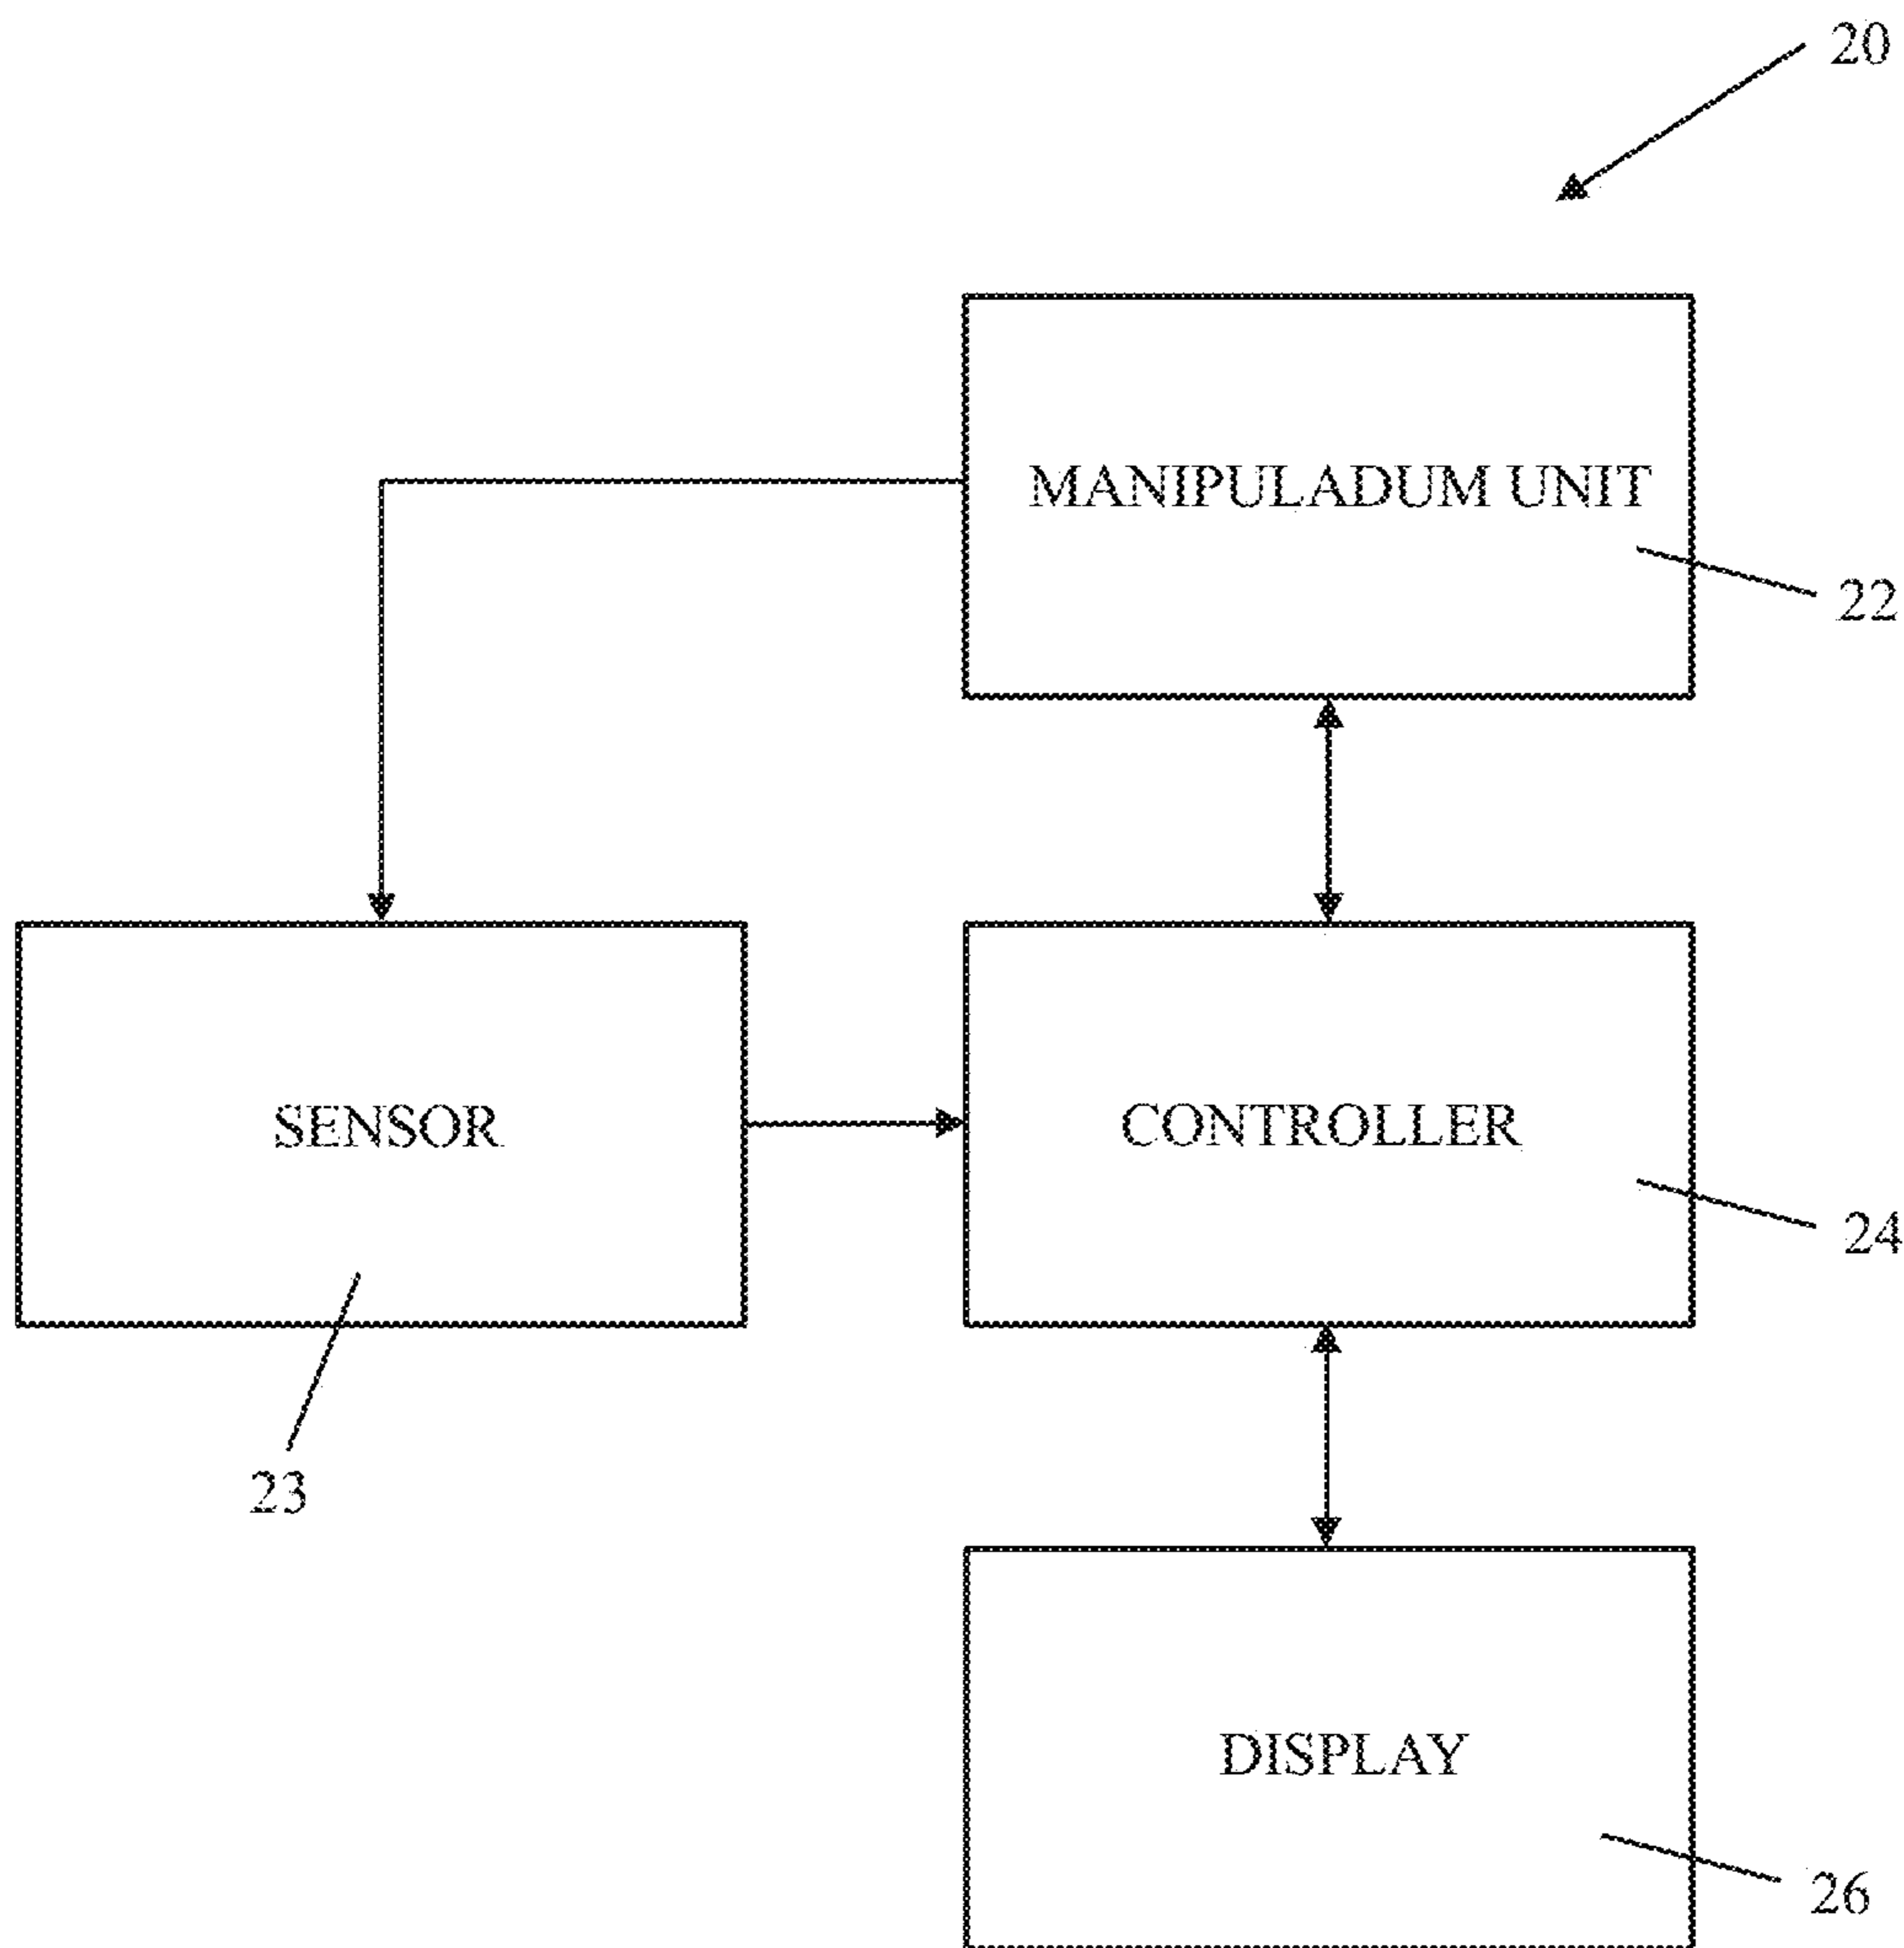 20
MANIPULADUM UNIT
22
SENSOR
CONTROLLER
24
23
DISPLAY
26